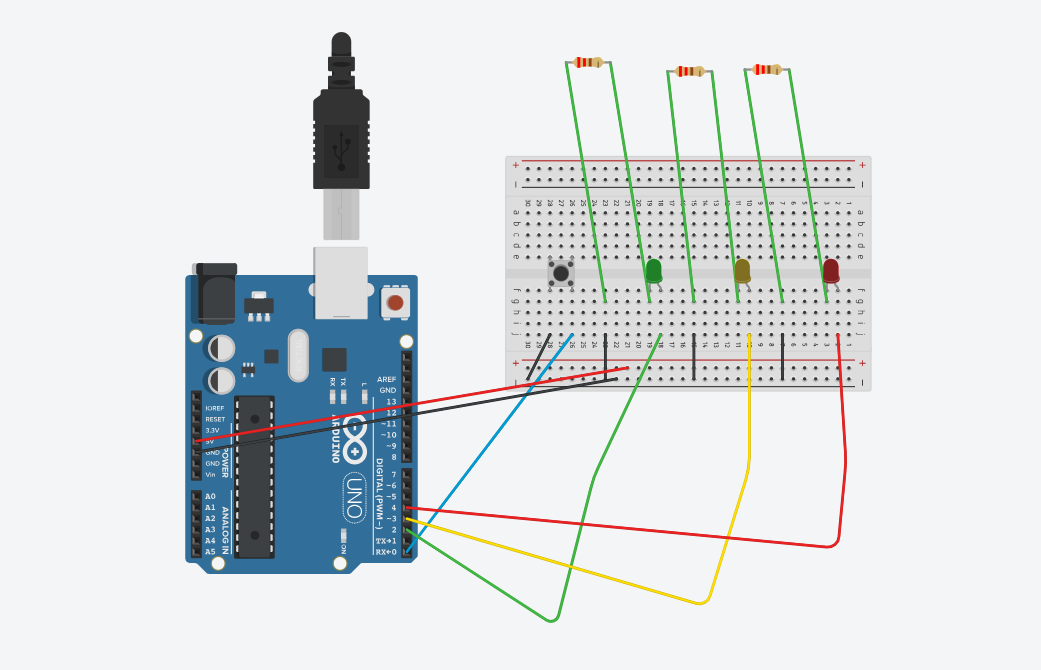 AREF
GND
13
12
~11
~10
~9
8
7
~6
~5
4
~3
2
TX→1
RX←0
IOREF
RESET
3.3V
5V
GND
GND
Vin
A0
A1
A2
A3
A4
A5
POWER
ANALOG IN
DIGITAL (PWM~)
ARDUINO
UNO
RX
TX
L
ON
+ +
− −
30 29 28 27 26 25 24 23 22 21 20 19 18 17 16 15 14 13 12 11 10 9 8 7 6 5 4 3 2 1
a a
b b
c c
d d
e e
f f
g g
h h
i i
j j
+ +
− −